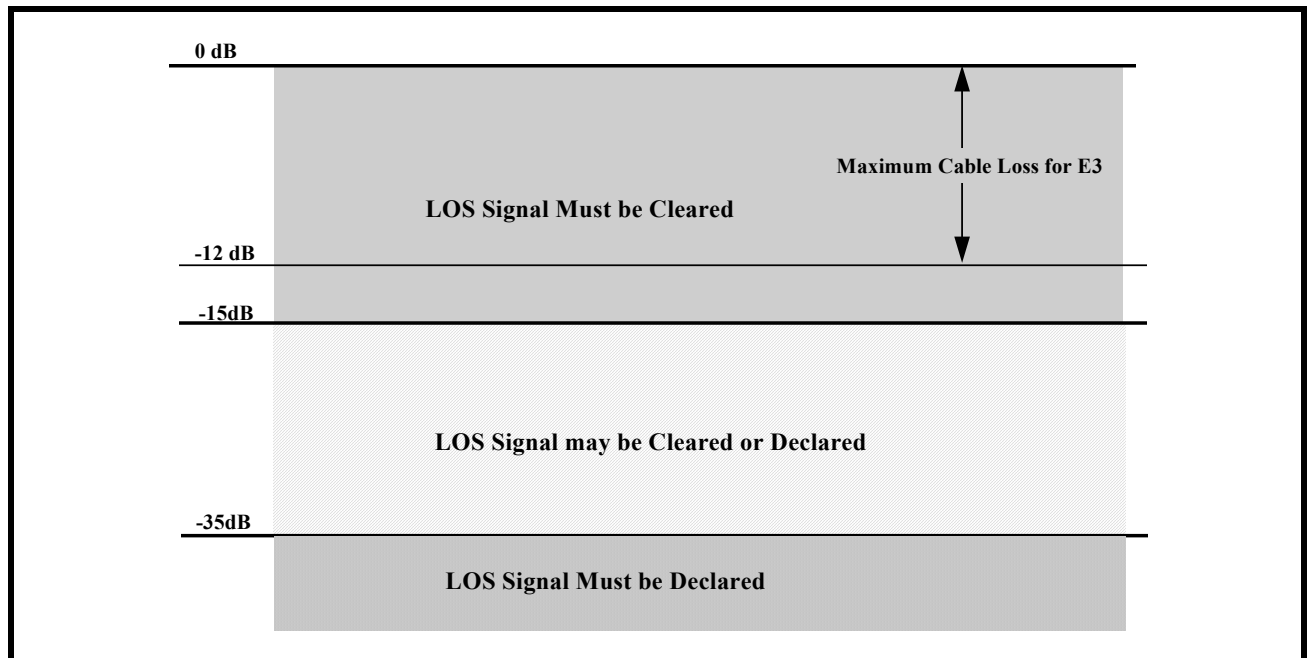 0 dB
Maximum Cable Loss for E3
LOS Signal Must be Cleared
-12 dB
-15dB
LOS Signal may be Cleared or Declared
-35dB
LOS Signal Must be Declared